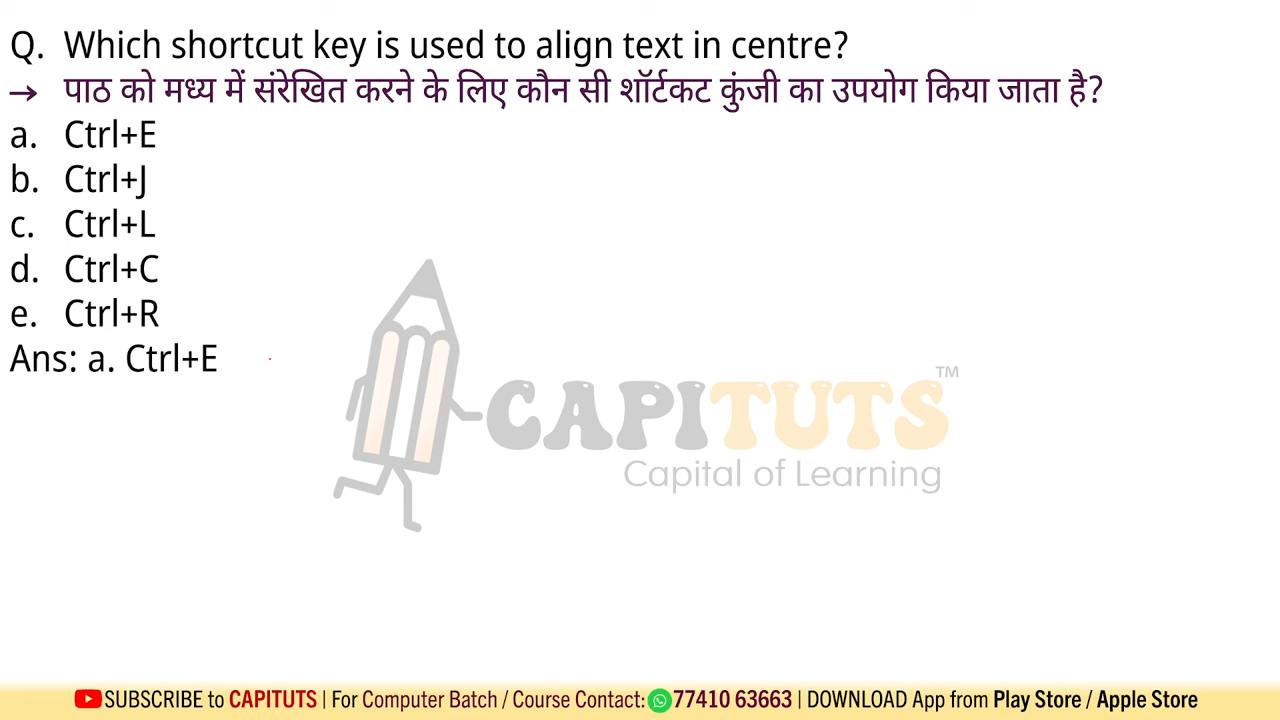 Q. Which shortcut key is used to align text in centre?
→ पाठ को मध्य में संरेखित करने के लिए कौन सी शॉर्टकट कुंजी का उपयोग किया जाता है?
a. Ctrl+E
b. Ctrl+J
c. Ctrl+L
d. Ctrl+C
e. Ctrl+R
Ans: a. Ctrl+E
CAPITUTS™
Capital of Learning
SUBSCRIBE to CAPITUTS | For Computer Batch / Course Contact: 77410 63663 | DOWNLOAD App from Play Store / Apple Store